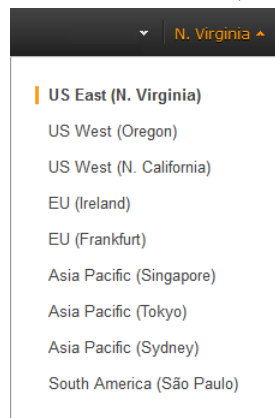 N. Virginia
US East (N. Virginia)
US West (Oregon)
US West (N. California)
EU (Ireland)
EU (Frankfurt)
Asia Pacific (Singapore)
Asia Pacific (Tokyo)
Asia Pacific (Sydney)
South America (São Paulo)